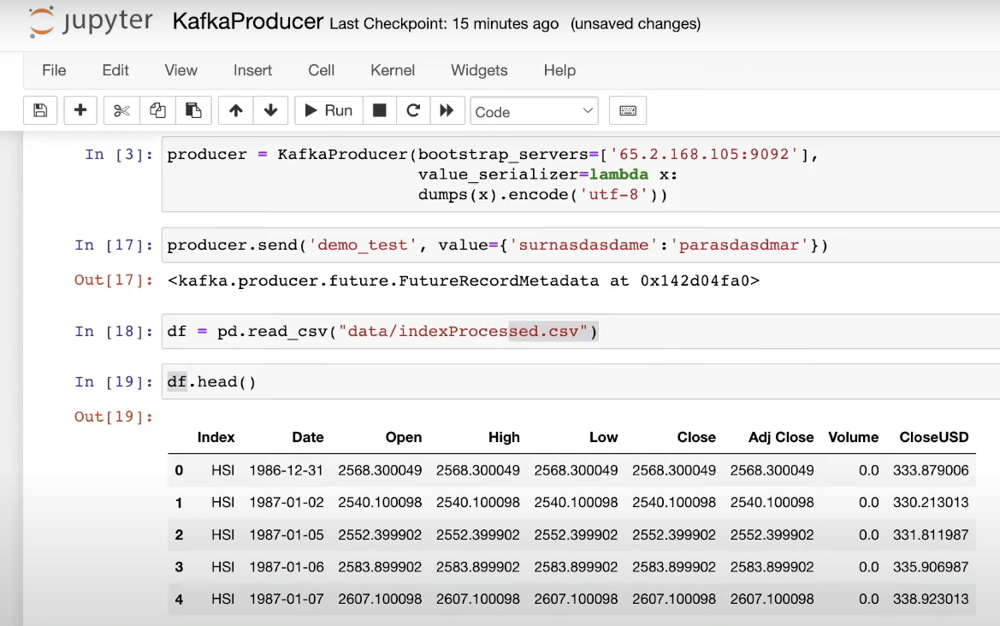 jupyter KafkaProducer Last Checkpoint: 15 minutes ago (unsaved changes)
File Edit View Insert Cell Kernel Widgets Help
Run Code
In [3]: producer = KafkaProducer(bootstrap_servers=['65.2.168.105:9092'],
value_serializer=lambda x:
dumps(x).encode('utf-8'))
In [17]: producer.send('demo_test', value={'surnasdasdame':'parasdasdmar'})
Out[17]: <kafka.producer.future.FutureRecordMetadata at 0x142d04fa0>
In [18]: df = pd.read_csv("data/indexProcessed.csv")
In [19]: df.head()
Out[19]:
Index Date Open High Low Close Adj Close Volume CloseUSD
0 HSI 1986-12-31 2568.300049 2568.300049 2568.300049 2568.300049 2568.300049 0.0 333.879006
1 HSI 1987-01-02 2540.100098 2540.100098 2540.100098 2540.100098 2540.100098 0.0 330.213013
2 HSI 1987-01-05 2552.399902 2552.399902 2552.399902 2552.399902 2552.399902 0.0 331.811987
3 HSI 1987-01-06 2583.899902 2583.899902 2583.899902 2583.899902 2583.899902 0.0 335.906987
4 HSI 1987-01-07 2607.100098 2607.100098 2607.100098 2607.100098 2607.100098 0.0 338.923013